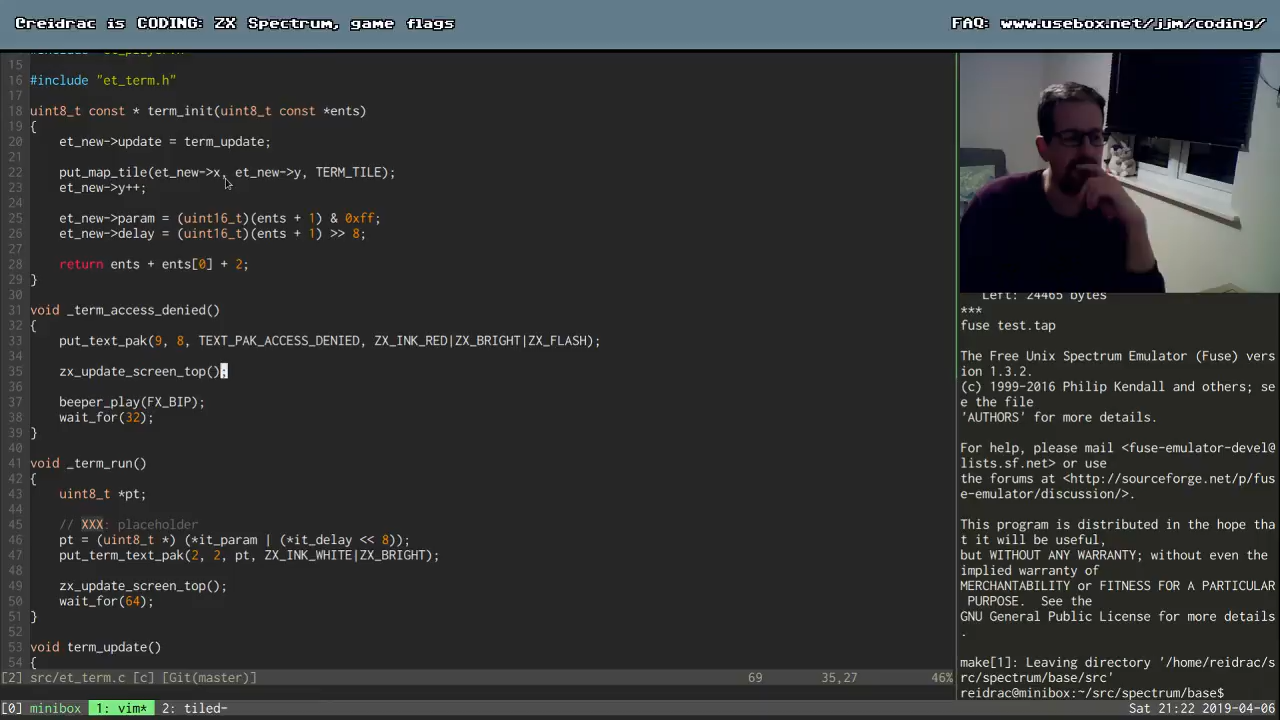 Creidrac is CODING: ZX Spectrum, game flags
FAQ: www.usebox.net/jjm/coding/
15
16 #include "et_term.h"
17
18 uint8_t const * term_init(uint8_t const *ents)
19 {
20 et_new->update = term_update;
21
22 put_map_tile(et_new->x, et_new->y, TERM_TILE);
23 et_new->y++;
24
25 et_new->param = (uint16_t)(ents + 1) & 0xff;
26 et_new->delay = (uint16_t)(ents + 1) >> 8;
27
28 return ents + ents[0] + 2;
29 }
30
31 void _term_access_denied()
32 {
33 put_text_pak(9, 8, TEXT_PAK_ACCESS_DENIED, ZX_INK_RED|ZX_BRIGHT|ZX_FLASH);
34
35 zx_update_screen_top();
36
37 beeper_play(FX_BIP);
38 wait_for(32);
39 }
40
41 void _term_run()
42 {
43 uint8_t *pt;
44
45 // XXX: placeholder
46 pt = (uint8_t *) (*it_param | (*it_delay << 8));
47 put_term_text_pak(2, 2, pt, ZX_INK_WHITE|ZX_BRIGHT);
48
49 zx_update_screen_top();
50 wait_for(64);
51 }
52
53 void term_update()
54 {
[2] src/et_term.c [c] [Git(master)] 69 35,27 46%
Left: 24465 bytes
***
fuse test.tap
The Free Unix Spectrum Emulator (Fuse) vers
ion 1.3.2.
(c) 1999-2016 Philip Kendall and others; se
e the file
'AUTHORS' for more details.
For help, please mail <fuse-emulator-devel@
lists.sf.net> or use
the forums at <http://sourceforge.net/p/fus
e-emulator/discussion/>.
This program is distributed in the hope tha
t it will be useful,
but WITHOUT ANY WARRANTY; without even the
implied warranty of
MERCHANTABILITY or FITNESS FOR A PARTICULAR
PURPOSE. See the
GNU General Public License for more details
.
make[1]: Leaving directory '/home/reidrac/s
rc/spectrum/base/src'
reidrac@minibox:~/src/spectrum/base$
[0] minibox 1: vim* 2: tiled- Sat 21:22 2019-04-06